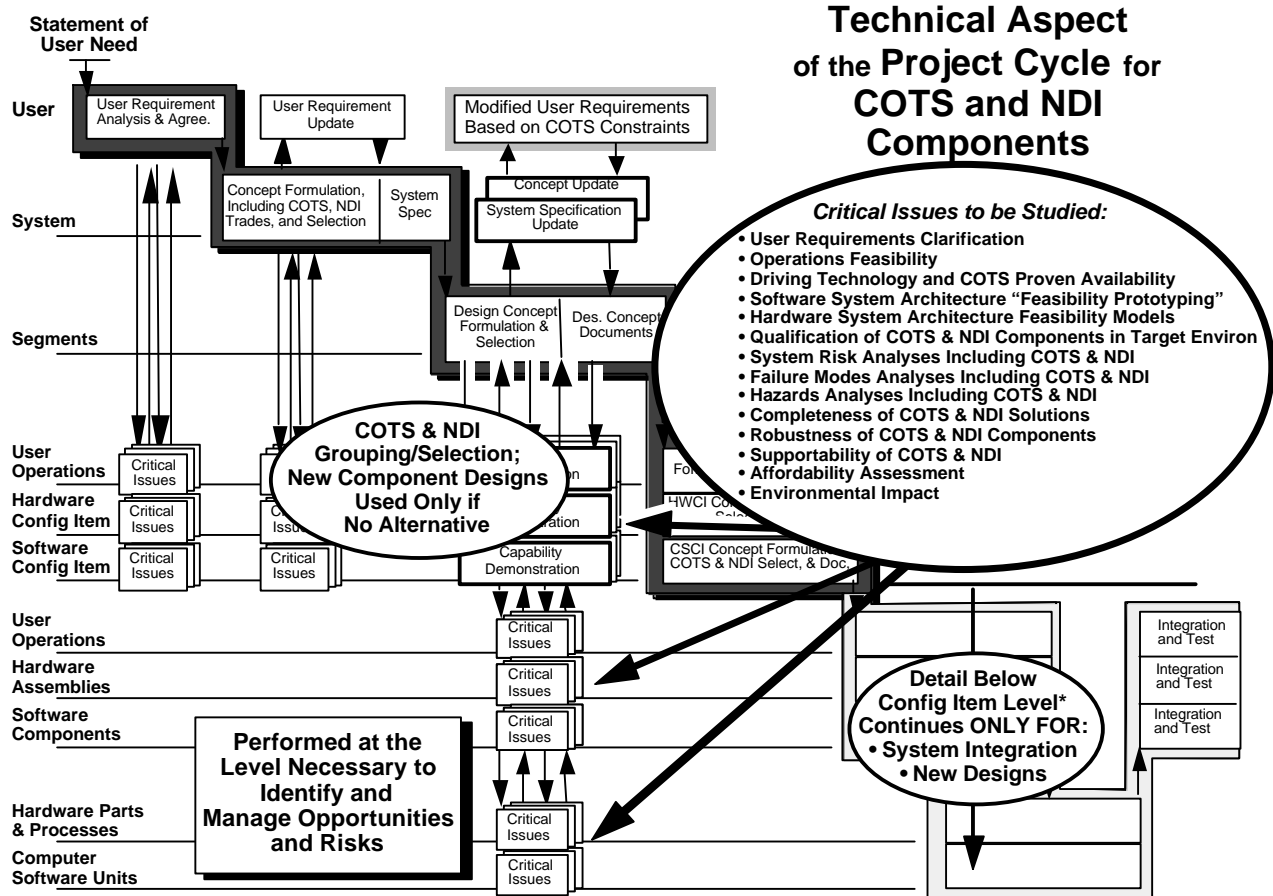 Technical Aspect
of the Project Cycle for
COTS and NDI
Components
Statement of
User Need
User
User Requirement
Analysis & Agree.
User Requirement
Update
Modified User Requirements
Based on COTS Constraints
System
Concept Formulation,
Including COTS, NDI
Trades, and Selection
System
Spec
Concept Update
System Specification
Update
Critical Issues to be Studied:
• User Requirements Clarification
• Operations Feasibility
• Driving Technology and COTS Proven Availability
• Software System Architecture “Feasibility Prototyping”
• Hardware System Architecture Feasibility Models
• Qualification of COTS & NDI Components in Target Environ
• System Risk Analyses Including COTS & NDI
• Failure Modes Analyses Including COTS & NDI
• Hazards Analyses Including COTS & NDI
• Completeness of COTS & NDI Solutions
• Robustness of COTS & NDI Components
• Supportability of COTS & NDI
• Affordability Assessment
• Environmental Impact
Segments
Design Concept
Formulation &
Selection
Des. Concept
Documents
COTS & NDI
Grouping/Selection;
New Component Designs
Used Only if
No Alternative
User
Operations
Critical
Issues
Hardware
Config Item
Critical
Issues
HWCI
Software
Config Item
Critical
Issues
Critical
Issues
Capability
Demonstration
CSCI Concept Formulation
COTS & NDI Select, & Doc,
User
Operations
Critical
Issues
Hardware
Assemblies
Critical
Issues
Software
Components
Critical
Issues
Performed at the
Level Necessary to
Identify and
Manage Opportunities
and Risks
Detail Below
Config Item Level*
Continues ONLY FOR:
• System Integration
• New Designs
Integration
and Test
Integration
and Test
Integration
and Test
Hardware Parts
& Processes
Critical
Issues
Computer
Software Units
Critical
Issues